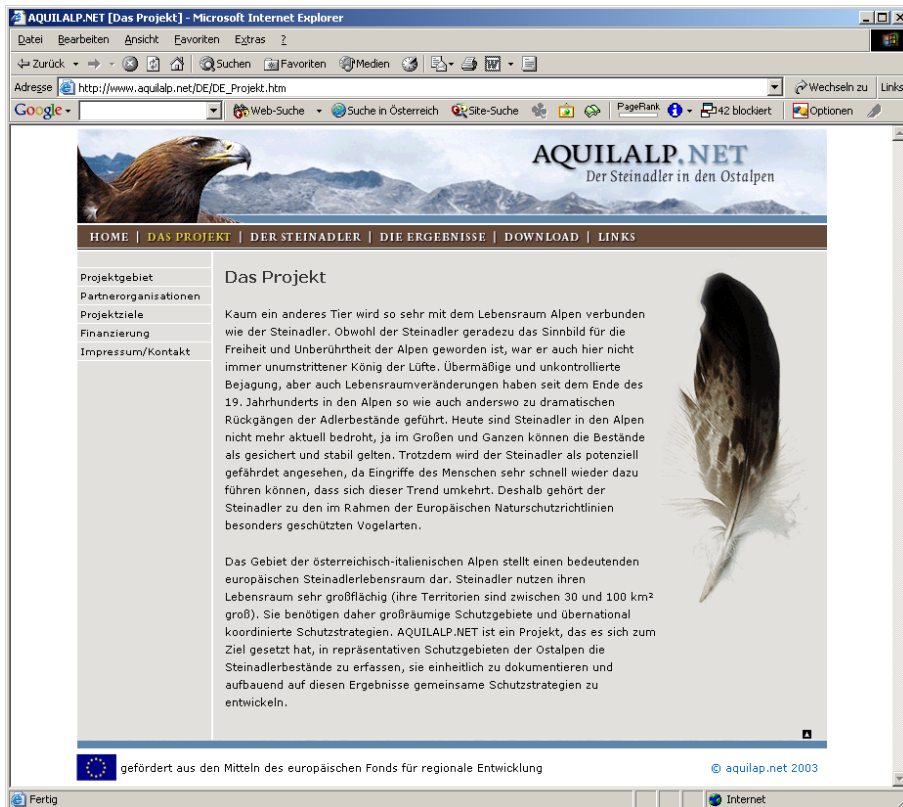 AQUILALP.NET [Das Projekt] - Microsoft Internet Explorer
Datei Bearbeiten Ansicht Favoriten Extras ?
Zurück Suchen Favoriten Medien
Adresse http://www.aquilalp.net/DE/DE_Projekt.htm Wechseln zu Links
Google Web-Suche Suche in Österreich Site-Suche PageRank 42 blockiert Optionen
AQUILALP.NET
Der Steinadler in den Ostalpen
HOME | DAS PROJEKT | DER STEINADLER | DIE ERGEBNISSE | DOWNLOAD | LINKS
Projektgebiet
Partnerorganisationen
Projektziele
Finanzierung
Impressum/Kontakt
Das Projekt
Kaum ein anderes Tier wird so sehr mit dem Lebensraum Alpen verbunden
wie der Steinadler. Obwohl der Steinadler geradezu das Sinnbild für die
Freiheit und Unberührtheit der Alpen geworden ist, war er auch hier nicht
immer unumstrittener König der Lüfte. Übermäßige und unkontrollierte
Bejagung, aber auch Lebensraumveränderungen haben seit dem Ende des
19. Jahrhunderts in den Alpen so wie auch anderswo zu dramatischen
Rückgängen der Adlerbestände geführt. Heute sind Steinadler in den Alpen
nicht mehr aktuell bedroht, ja im Großen und Ganzen können die Bestände
als gesichert und stabil gelten. Trotzdem wird der Steinadler als potenziell
gefährdet angesehen, da Eingriffe des Menschen sehr schnell wieder dazu
führen können, dass sich dieser Trend umkehrt. Deshalb gehört der
Steinadler zu den im Rahmen der Europäischen Naturschutzrichtlinien
besonders geschützten Vogelarten.
Das Gebiet der österreichisch-italienischen Alpen stellt einen bedeutenden
europäischen Steinadlerlebensraum dar. Steinadler nutzen ihren
Lebensraum sehr großflächig (ihre Territorien sind zwischen 30 und 100 km²
groß). Sie benötigen daher großräumige Schutzgebiete und übernational
koordinierte Schutzstrategien. AQUILALP.NET ist ein Projekt, das es sich zum
Ziel gesetzt hat, in repräsentativen Schutzgebieten der Ostalpen die
Steinadlerbestände zu erfassen, sie einheitlich zu dokumentieren und
aufbauend auf diesen Ergebnisse gemeinsame Schutzstrategien zu
entwickeln.
gefördert aus den Mitteln des europäischen Fonds für regionale Entwicklung
© aquilap.net 2003
Fertig Internet